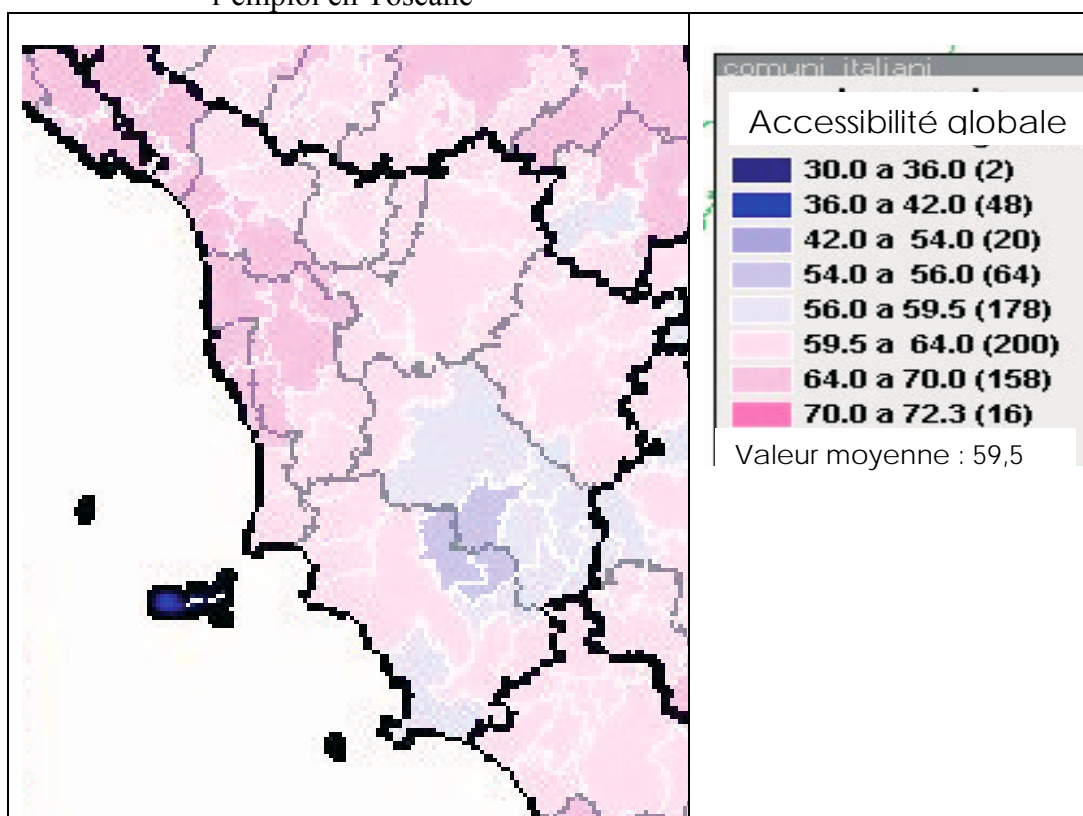 l'emploi en Toscane
comuni italiani
Accessibilité globale
30.0 a 36.0 (2)
36.0 a 42.0 (48)
42.0 a 54.0 (20)
54.0 a 56.0 (64)
56.0 a 59.5 (178)
59.5 a 64.0 (200)
64.0 a 70.0 (158)
70.0 a 72.3 (16)
Valeur moyenne : 59,5